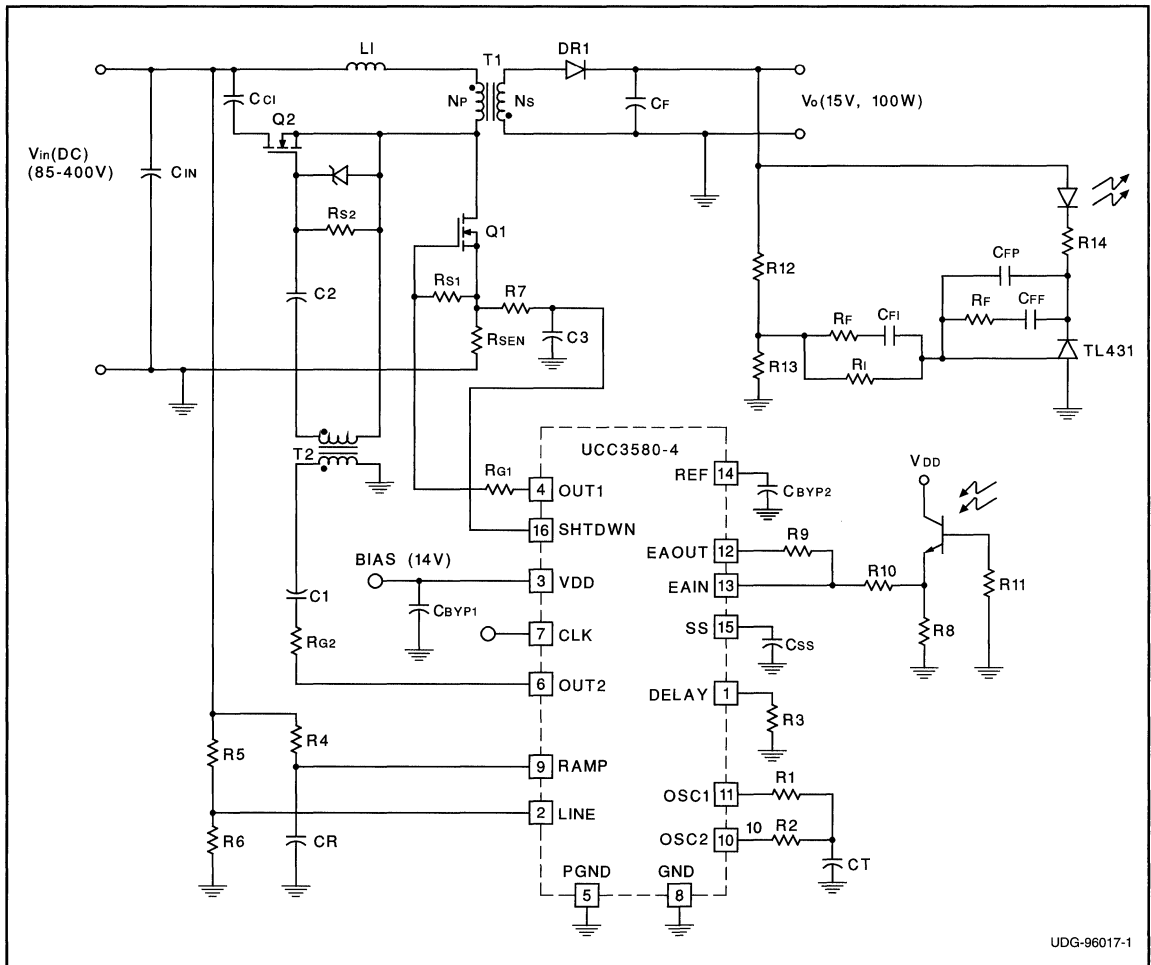 LI
T1
DR1
CCI
NP
NS
CF
Vo(15V, 100W)
Q2
Vin(DC)
(85-400V)
CIN
RS2
Q1
R14
R12
CFP
C2
RS1
R7
C3
RF
CFF
RF
CFI
RSEN
TL431
R13
RI
UCC3580-4
T2
VDD
RG1
4
OUT1
REF
14
CBYP2
16
SHTDWN
BIAS (14V)
EAOUT
12
R9
3
VDD
EAIN
13
R10
R11
C1
CBYP1
7
CLK
SS
15
CSS
R8
RG2
6
OUT2
DELAY
1
R3
R5
R4
9
RAMP
OSC1
11
R1
2
LINE
R6
CR
OSC2
10
10
R2
CT
PGND
GND
5
8
UDG-96017-1